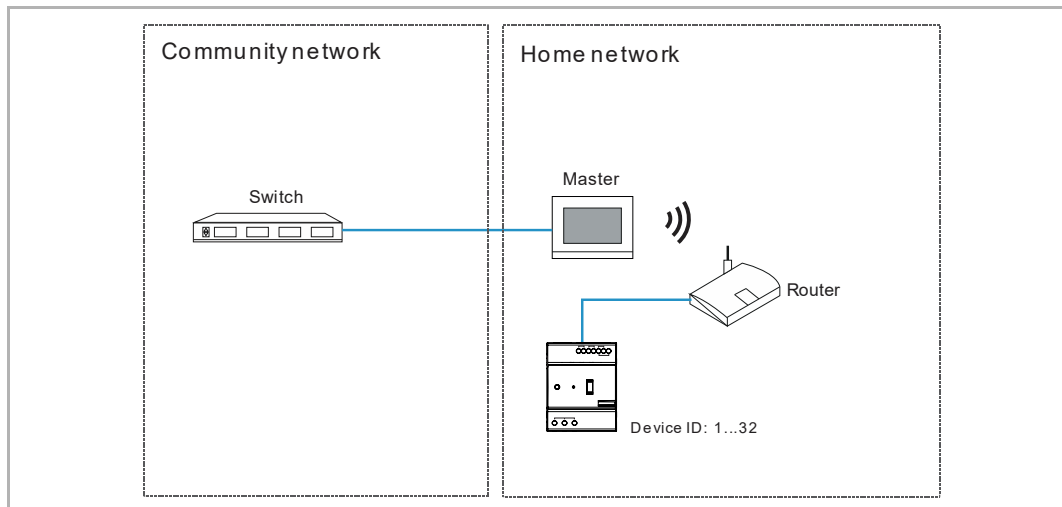 Community network
Home network
Switch
Master
Router
Device ID: 1...32